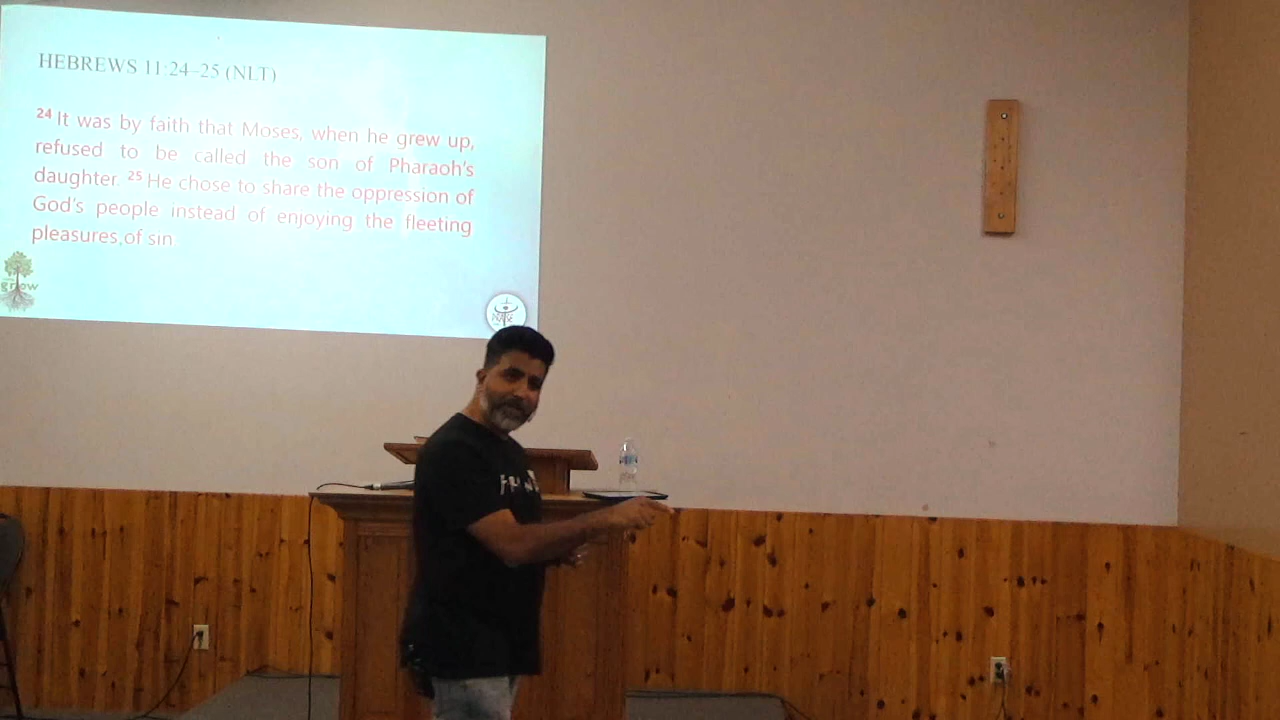 HEBREWS 11:24–25 (NLT)
24 It was by faith that Moses, when he grew up,
refused to be called the son of Pharaoh's
daughter. 25 He chose to share the oppression of
God's people instead of enjoying the fleeting
pleasures of sin.
grow